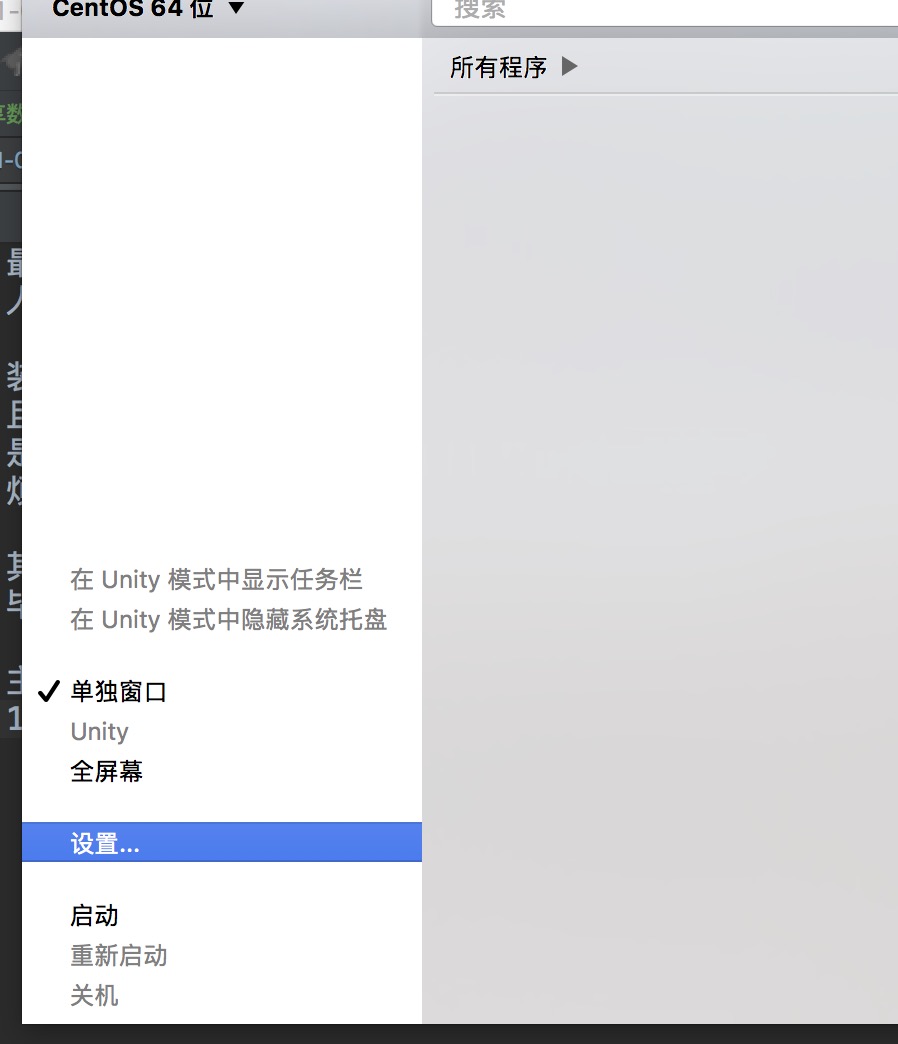 CentOS 64 位
搜索
所有程序
在 Unity 模式中显示任务栏
在 Unity 模式中隐藏系统托盘
单独窗口
Unity
全屏幕
设置...
启动
重新启动
关机